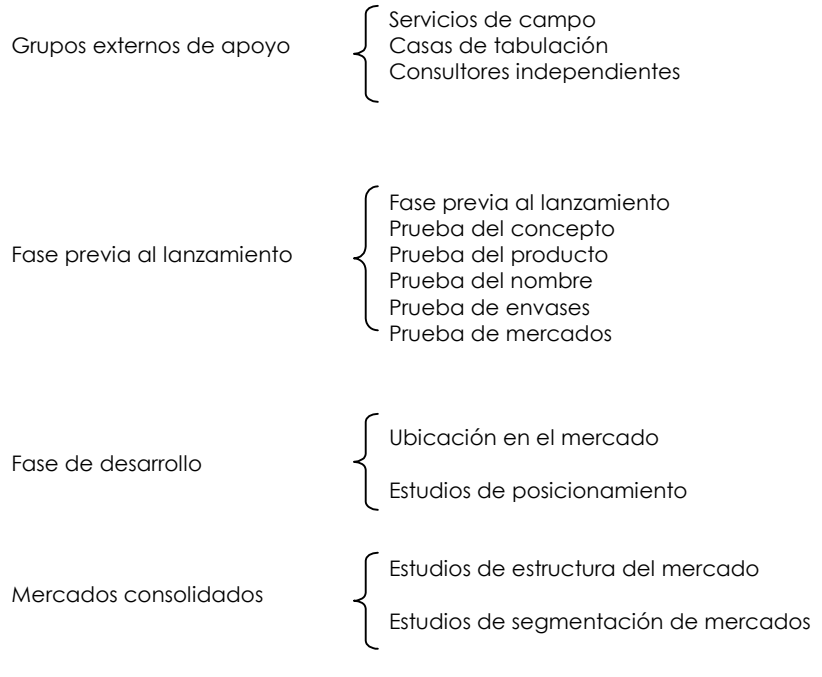 Grupos externos de apoyo
Servicios de campo
Casas de tabulación
Consultores independientes
Fase previa al lanzamiento
Fase previa al lanzamiento
Prueba del concepto
Prueba del producto
Prueba del nombre
Prueba de envases
Prueba de mercados
Fase de desarrollo
Ubicación en el mercado
Estudios de posicionamiento
Mercados consolidados
Estudios de estructura del mercado
Estudios de segmentación de mercados